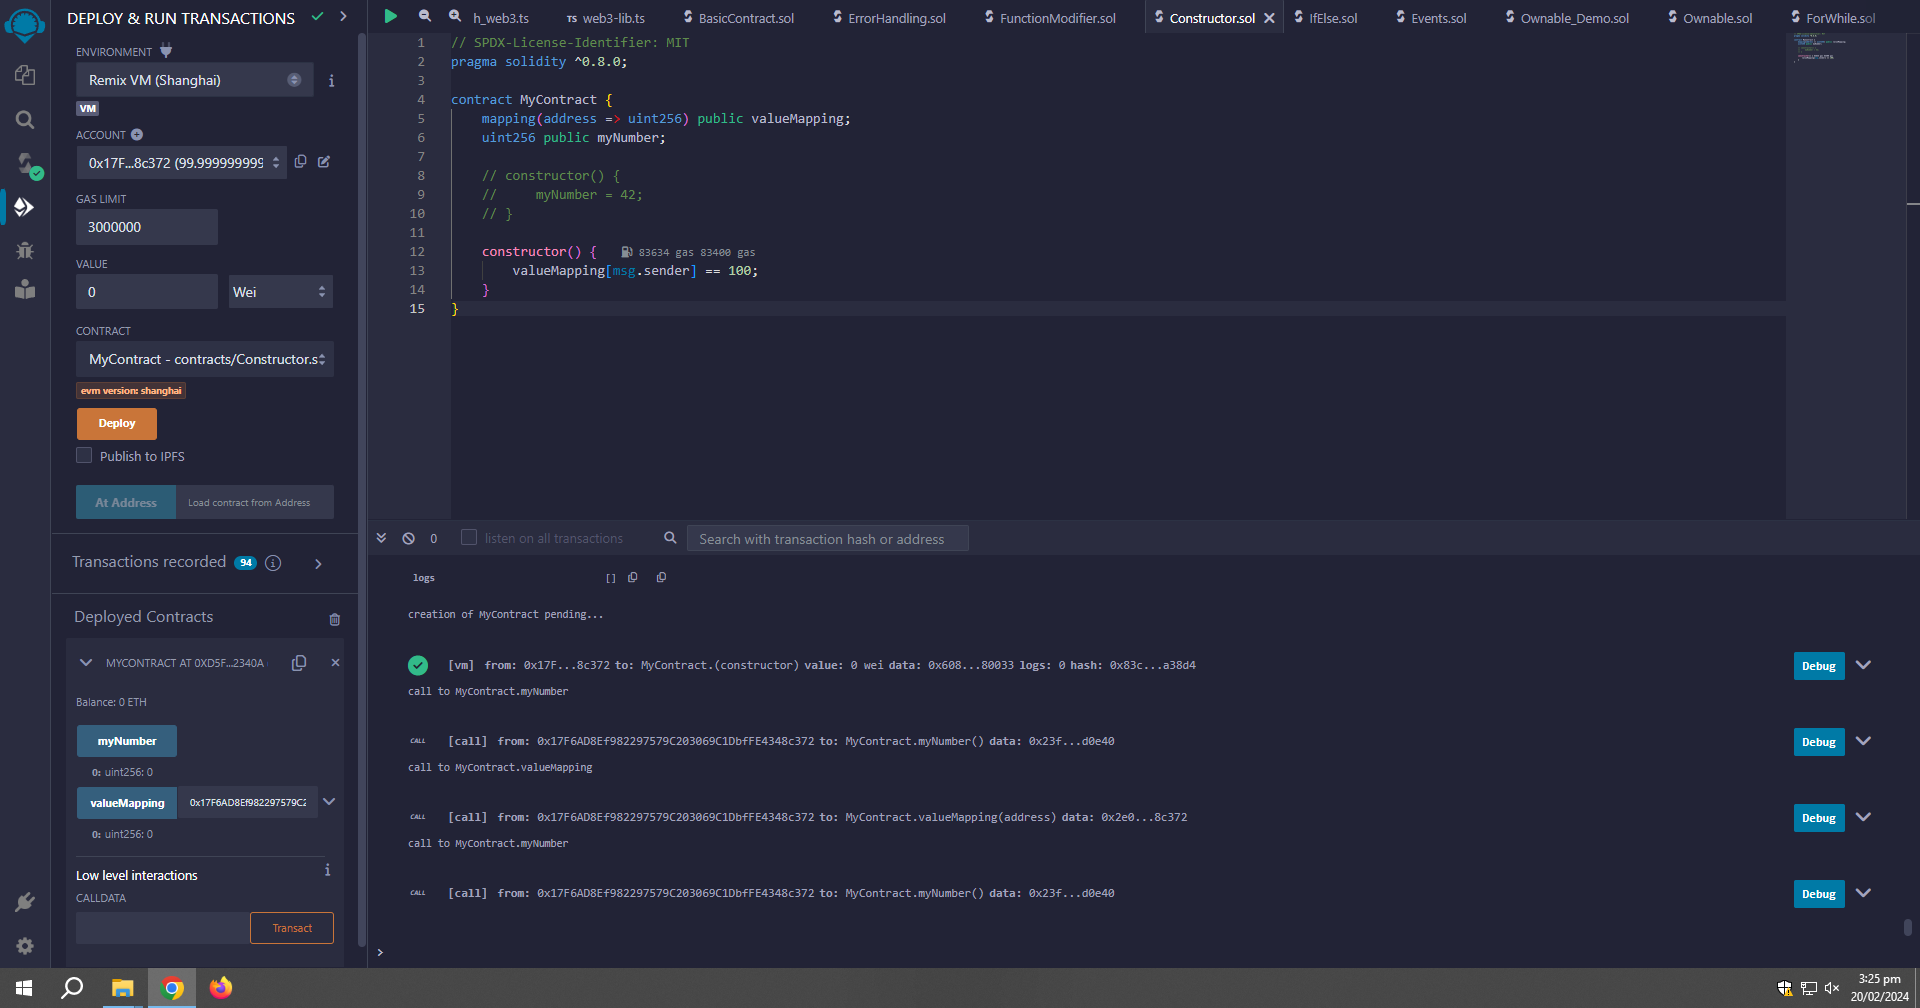 DEPLOY & RUN TRANSACTIONS
ENVIRONMENT
Remix VM (Shanghai)
VM
ACCOUNT
0x17F...8c372 (99.999999999
GAS LIMIT
3000000
VALUE
0
Wei
CONTRACT
MyContract - contracts/Constructor.s
evm version: shanghai
Deploy
Publish to IPFS
At Address
Load contract from Address
Transactions recorded 94
Deployed Contracts
MYCONTRACT AT 0XD5F...2340A
Balance: 0 ETH
myNumber
0: uint256: 0
valueMapping
0x17F6AD8Ef982297579C2
0: uint256: 0
Low level interactions
CALLDATA
Transact
h_web3.ts
TS web3-lib.ts
BasicContract.sol
ErrorHandling.sol
FunctionModifier.sol
Constructor.sol
IfElse.sol
Events.sol
Ownable_Demo.sol
Ownable.sol
ForWhile.sol
1 // SPDX-License-Identifier: MIT
2 pragma solidity ^0.8.0;
3
4 contract MyContract {
5 mapping(address => uint256) public valueMapping;
6 uint256 public myNumber;
7
8 // constructor() {
9 //     myNumber = 42;
10 // }
11
12 constructor() { 83634 gas 83400 gas
13 valueMapping[msg.sender] == 100;
14 }
15 }
0
listen on all transactions
Search with transaction hash or address
logs []
creation of MyContract pending...
[vm] from: 0x17F...8c372 to: MyContract.(constructor) value: 0 wei data: 0x608...80033 logs: 0 hash: 0x83c...a38d4
Debug
call to MyContract.myNumber
CALL [call] from: 0x17F6AD8Ef982297579C203069C1DbfFE4348c372 to: MyContract.myNumber() data: 0x23f...d0e40
Debug
call to MyContract.valueMapping
CALL [call] from: 0x17F6AD8Ef982297579C203069C1DbfFE4348c372 to: MyContract.valueMapping(address) data: 0x2e0...8c372
Debug
call to MyContract.myNumber
CALL [call] from: 0x17F6AD8Ef982297579C203069C1DbfFE4348c372 to: MyContract.myNumber() data: 0x23f...d0e40
Debug
>
3:25 pm
20/02/2024